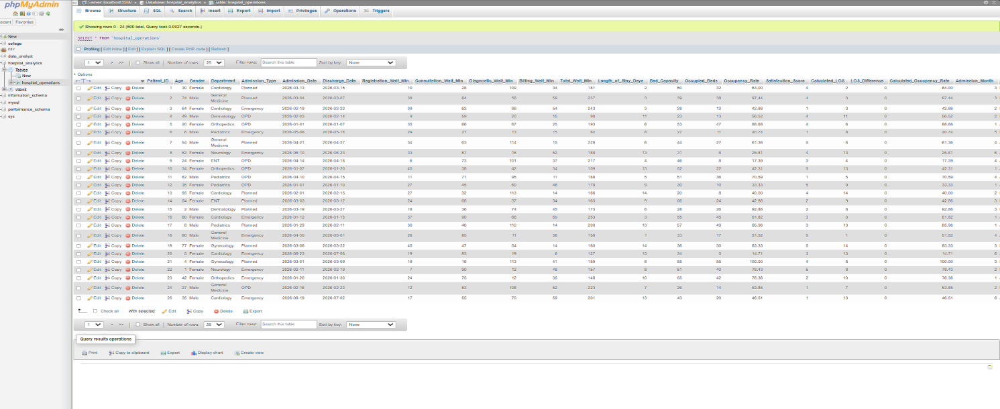 phpMyAdmin
Recent Favorites
New
college
csv
data_analyst
hospital_analytics
Tables
New
hospital_operations
Views
information_schema
mysql
performance_schema
sys
Server: localhost:3306 » Database: hospital_analytics » Table: hospital_operations
Browse Structure SQL Search Insert Export Import Privileges Operations Triggers
Showing rows 0 - 24 (500 total, Query took 0.0027 seconds.)
SELECT * FROM `hospital_operations`
Profiling [ Edit inline ] [ Edit ] [ Explain SQL ] [ Create PHP code ] [ Refresh ]
1 > >> | Show all | Number of rows: 25 Filter rows: Search this table Sort by key: None
+ Options
←T→ Patient_ID Age Gender Department Admission_Type Admission_Date Discharge_Date Registration_Wait_Min Consultation_Wait_Min Diagnostic_Wait_Min Billing_Wait_Min Total_Wait_Min Length_of_Stay_Days Bed_Capacity Occupied_Beds Occupancy_Rate Satisfaction_Score Calculated_LOS LOS_Difference Calculated_Occupancy_Rate Admission_Month
Edit Copy Delete 1 30 Female Cardiology Planned 2026-03-13 2026-03-15 10 28 109 34 181 2 50 32 64.00 4 2 0 64.00 3
Edit Copy Delete 2 74 Male General Medicine Planned 2026-03-04 2026-03-07 38 84 56 59 237 3 39 38 97.44 4 3 0 97.44 3
Edit Copy Delete 3 64 Female Cardiology Emergency 2026-02-19 2026-02-22 39 62 88 54 243 3 28 12 42.86 1 3 0 42.86 2
Edit Copy Delete 4 49 Male Dermatology OPD 2026-02-03 2026-02-14 9 59 20 10 98 11 23 13 56.52 4 11 0 56.52 2
Edit Copy Delete 5 20 Female Orthopedics OPD 2026-01-01 2026-01-07 35 66 67 25 193 6 53 47 88.68 4 6 0 88.68 1
Edit Copy Delete 6 6 Male Pediatrics Emergency 2026-05-08 2026-05-16 29 27 13 15 84 8 27 11 40.74 1 8 0 40.74 5
Edit Copy Delete 7 54 Male General Medicine Planned 2026-04-21 2026-04-27 34 63 114 15 226 6 44 27 61.36 5 6 0 61.36 4
Edit Copy Delete 8 52 Female Neurology Emergency 2026-06-10 2026-06-23 33 87 16 52 188 13 31 8 25.81 4 13 0 25.81 6
Edit Copy Delete 9 24 Female ENT OPD 2026-04-14 2026-04-18 6 73 101 37 217 4 46 8 17.39 3 4 0 17.39 4
Edit Copy Delete 10 34 Female Orthopedics OPD 2026-01-07 2026-01-20 45 38 42 34 159 13 52 22 42.31 5 13 0 42.31 1
Edit Copy Delete 11 62 Male Pediatrics OPD 2026-04-10 2026-04-15 11 71 95 11 188 5 51 36 70.59 1 5 0 70.59 4
Edit Copy Delete 12 35 Female Pediatrics OPD 2026-01-01 2026-01-10 27 45 60 46 178 9 30 10 33.33 5 9 0 33.33 1
Edit Copy Delete 13 55 Female Cardiology Planned 2026-02-01 2026-02-15 27 32 113 14 186 14 20 8 40.00 4 14 0 40.00 2
Edit Copy Delete 14 54 Female ENT Planned 2026-03-03 2026-03-12 24 68 37 34 163 9 56 24 42.86 2 9 0 42.86 3
Edit Copy Delete 15 2 Male Dermatology Planned 2026-03-19 2026-03-27 18 36 74 45 173 8 28 26 92.86 2 8 0 92.86 3
Edit Copy Delete 16 80 Female Cardiology Emergency 2026-01-12 2026-01-15 37 90 66 60 253 3 55 45 81.82 3 3 0 81.82 1
Edit Copy Delete 17 8 Male Pediatrics Planned 2026-01-29 2026-02-11 30 46 110 14 200 13 57 49 85.96 3 13 0 85.96 1
Edit Copy Delete 18 80 Male General Medicine Emergency 2026-04-30 2026-05-01 26 85 11 36 158 1 33 17 51.52 5 1 0 51.52 4
Edit Copy Delete 19 77 Female Gynecology Planned 2026-03-08 2026-03-22 45 47 54 14 160 14 36 30 83.33 5 14 0 83.33 3
Edit Copy Delete 20 5 Female Cardiology Emergency 2026-06-23 2026-07-06 19 83 19 6 127 13 34 5 14.71 3 13 0 14.71 6
Edit Copy Delete 21 4 Female Gynecology Planned 2026-03-01 2026-03-09 19 16 113 41 189 8 55 55 100.00 4 8 0 100.00 3
Edit Copy Delete 22 1 Female Neurology Emergency 2026-02-11 2026-02-19 7 90 12 48 157 8 51 40 78.43 5 8 0 78.43 2
Edit Copy Delete 23 42 Female Orthopedics Emergency 2026-01-20 2026-01-30 24 75 12 35 146 10 55 42 76.36 2 10 0 76.36 1
Edit Copy Delete 24 27 Male General Medicine OPD 2026-02-16 2026-02-23 12 53 106 52 223 7 26 14 53.85 1 7 0 53.85 2
Edit Copy Delete 25 35 Male Cardiology Emergency 2026-06-19 2026-07-02 17 55 70 59 201 13 43 20 46.51 1 13 0 46.51 6
Check all With selected: Edit Copy Delete Export
1 > >> | Show all | Number of rows: 25 Filter rows: Search this table Sort by key: None
Query results operations
Print Copy to clipboard Export Display chart Create view